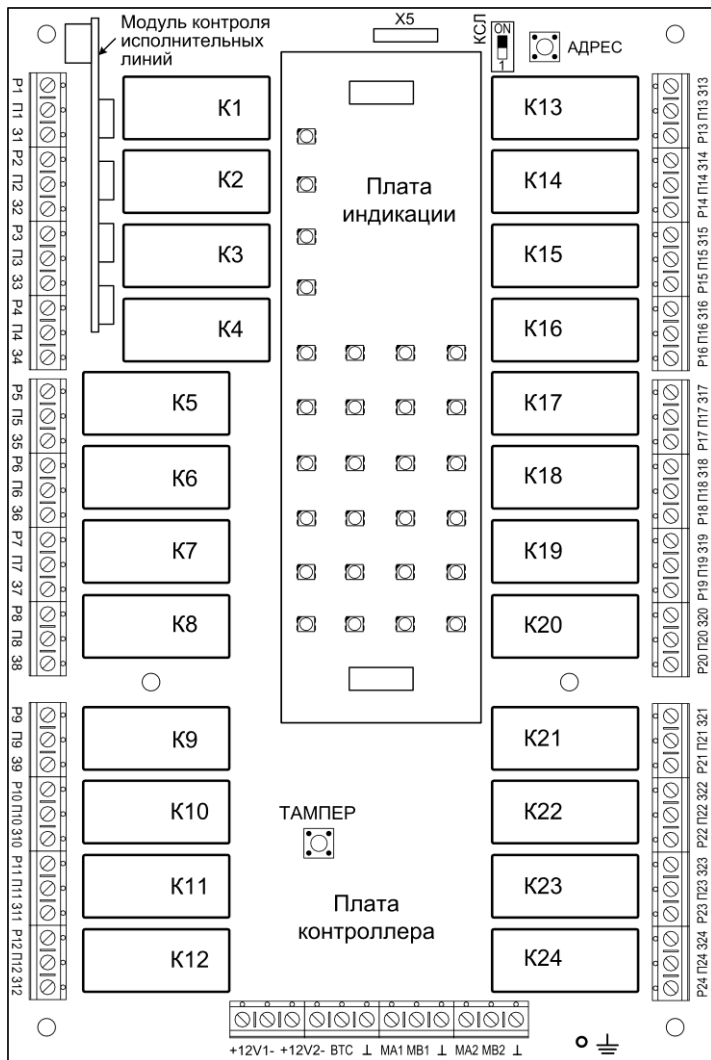 Модуль контроля
исполнительных
линий
X5
КСЛ
ON
1
АДРЕС
Р1 П1 З1
Р2 П2 З2
Р3 П3 З3
Р4 П4 З4
Р5 П5 З5
Р6 П6 З6
Р7 П7 З7
Р8 П8 З8
Р9 П9 З9
Р10 П10 З10
Р11 П11 З11
Р12 П12 З12
К1
К2
К3
К4
К5
К6
К7
К8
К9
К10
К11
К12
Плата
индикации
ТАМПЕР
Плата
контроллера
К13
К14
К15
К16
К17
К18
К19
К20
К21
К22
К23
К24
Р13 П13 З13
Р14 П14 З14
Р15 П15 З15
Р16 П16 З16
Р17 П17 З17
Р18 П18 З18
Р19 П19 З19
Р20 П20 З20
Р21 П21 З21
Р22 П22 З22
Р23 П23 З23
Р24 П24 З24
+12V1- +12V2- ВТС ⊥ МА1 МВ1 ⊥ МА2 МВ2 ⊥